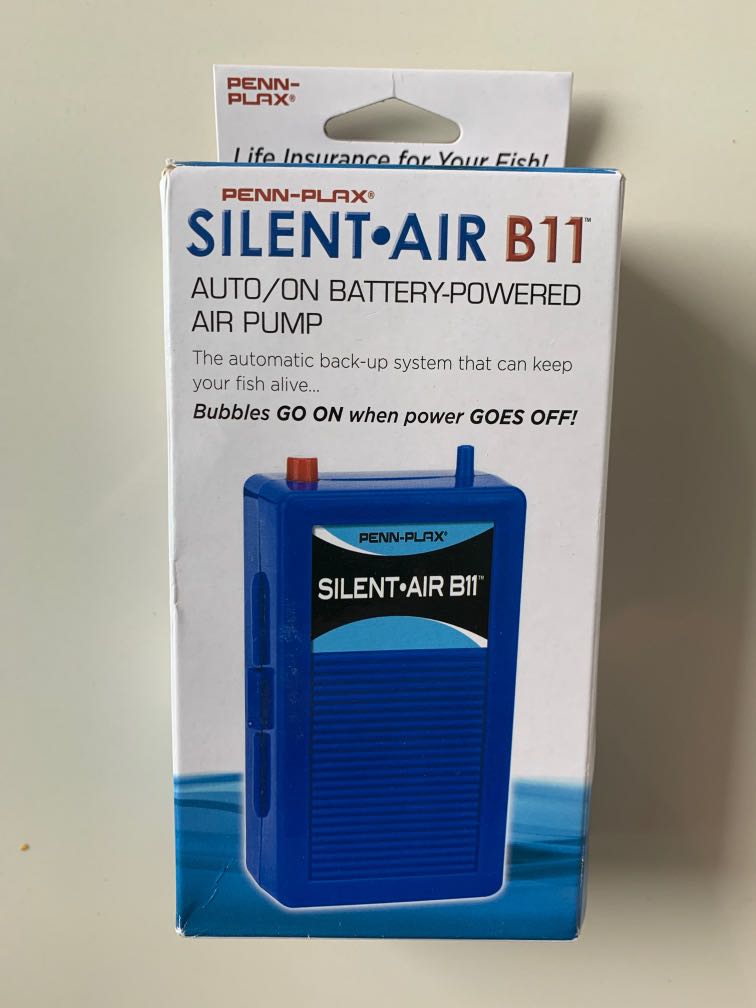 PENN-
PLAX®
Life Insurance for Your Fish!
PENN-PLAX®
SILENT•AIR B11™
AUTO/ON BATTERY-POWERED
AIR PUMP
The automatic back-up system that can keep
your fish alive...
Bubbles GO ON when power GOES OFF!
PENN-PLAX®
SILENT•AIR B11™